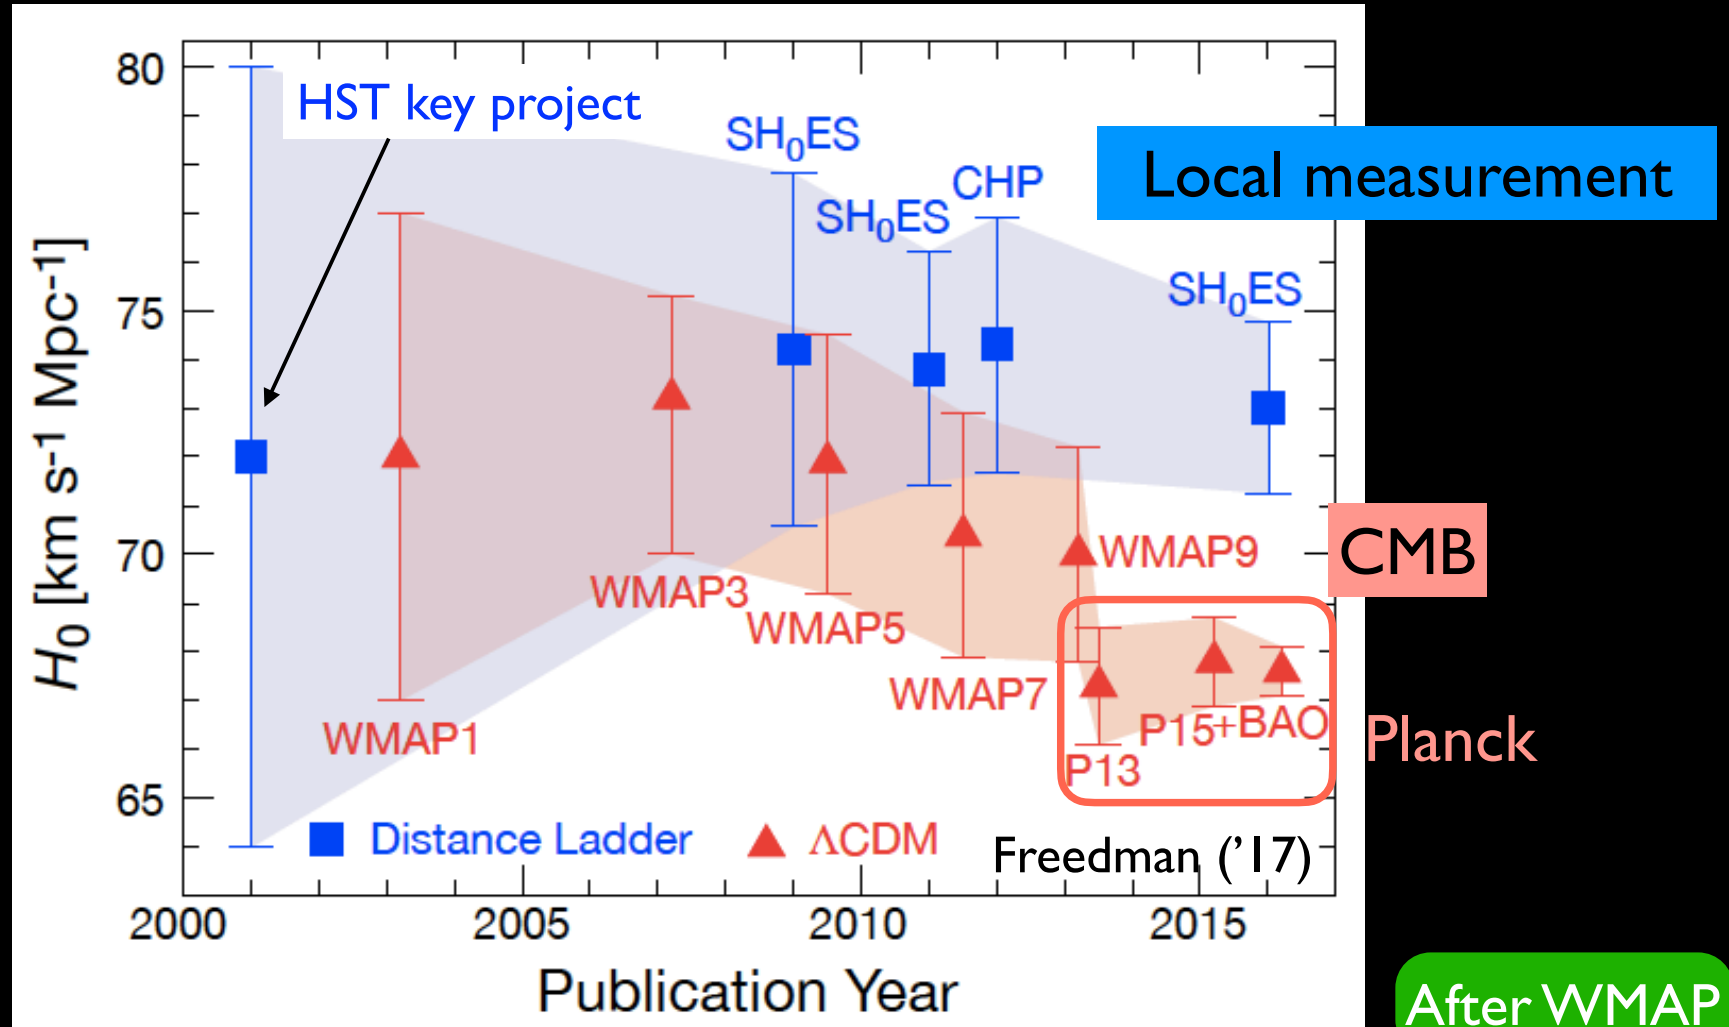 80
HST key project
SH₀ES
Local measurement
CHP
SH₀ES
SH₀ES
75
H₀ [km s⁻¹ Mpc⁻¹]
70
WMAP9
CMB
WMAP3
WMAP5
WMAP7
WMAP1
P15+BAO
Planck
P13
65
Distance Ladder
ΛCDM
Freedman (’17)
2000
2005
2010
2015
Publication Year
After WMAP